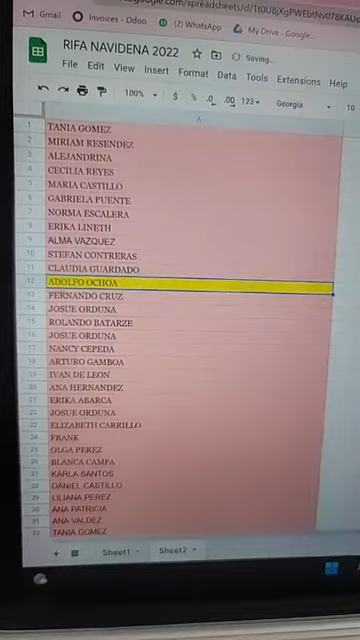 .google.com/spreadsheets/d/1t0U8jXgPWEbtNv078KAUs
Gmail Invoices - Odoo (2) WhatsApp My Drive - Google...
RIFA NAVIDENA 2022 Saving...
File Edit View Insert Format Data Tools Extensions Help
100% $ % .0 .00 123 Georgia 10
A
1 TANIA GOMEZ
2 MIRIAM RESENDEZ
3 ALEJANDRINA
4 CECILIA REYES
5 MARIA CASTILLO
6 GABRIELA PUENTE
7 NORMA ESCALERA
8 ERIKA LINETH
9 ALMA VAZQUEZ
10 STEFAN CONTRERAS
11 CLAUDIA GUARDADO
12 ADOLFO OCHOA
13 FERNANDO CRUZ
14 JOSUE ORDUNA
15 ROLANDO BATARZE
16 JOSUE ORDUNA
17 NANCY CEPEDA
18 ARTURO GAMBOA
19 IVAN DE LEON
20 ANA HERNANDEZ
21 ERIKA ABARCA
22 JOSUE ORDUNA
23 ELIZABETH CARRILLO
24 FRANK
25 OLGA PEREZ
26 BLANCA CAMPA
27 KARLA SANTOS
28 DANIEL CASTILLO
29 LILIANA PEREZ
30 ANA PATRICIA
31 ANA VALDEZ
TANIA GOMEZ
Sheet1 Sheet2